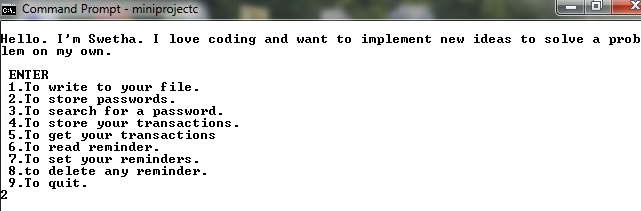 Command Prompt - miniprojectc
Hello. I'm Swetha. I love coding and want to implement new ideas to solve a prob
lem on my own.
ENTER
1.To write to your file.
2.To store passwords.
3.To search for a password.
4.To store your transactions.
5.To get your transactions
6.To read reminder.
7.To set your reminders.
8.to delete any reminder.
9.To quit.
2